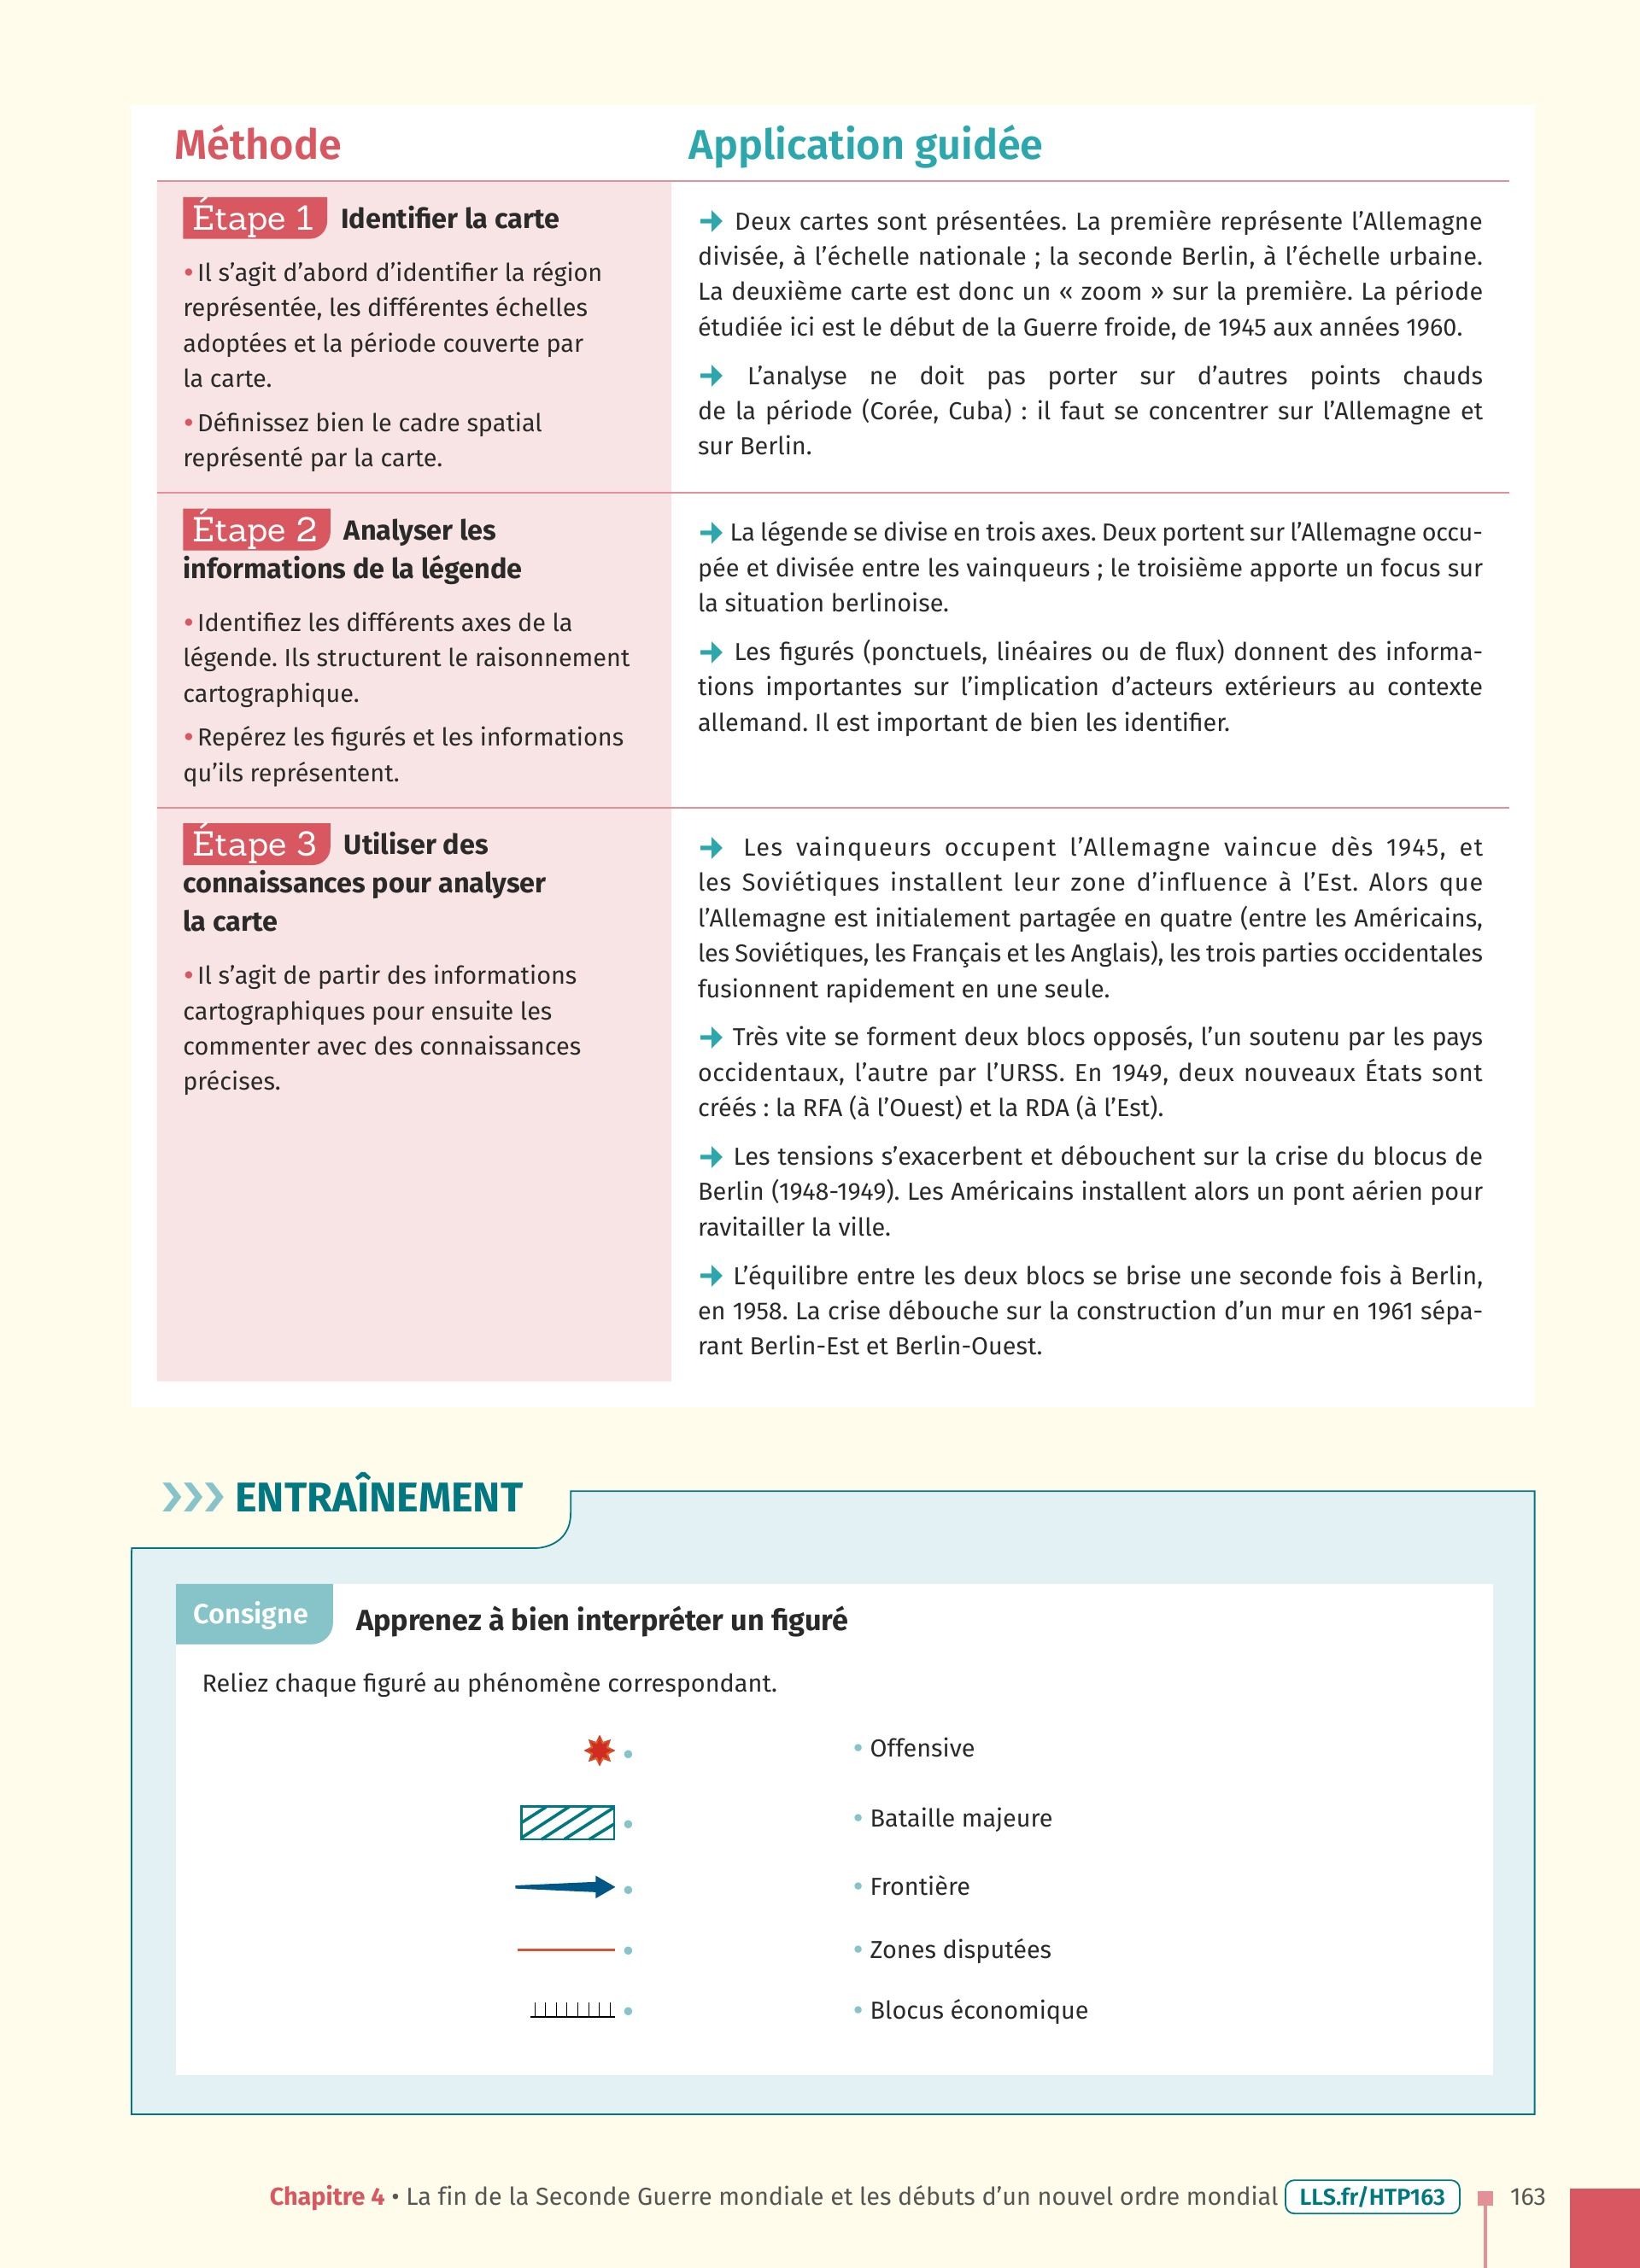 Méthode
Étape 1 Identifier la carte
• Il s'agit d'abord d'identifier la région
représentée, les différentes échelles
adoptées et la période couverte par
la carte.
• Définissez bien le cadre spatial
représenté par la carte.
Application guidée
→ Deux cartes sont présentées. La première représente l'Allemagne
divisée, à l'échelle nationale ; la seconde Berlin, à l'échelle urbaine.
La deuxième carte est donc un « zoom » sur la première. La période
étudiée ici est le début de la Guerre froide, de 1945 aux années 1960.
→ L'analyse ne doit pas porter sur d'autres points chauds
de la période (Corée, Cuba) : il faut se concentrer sur l'Allemagne et
sur Berlin.
Étape 2 Analyser les
informations de la légende
• Identifiez les différents axes de la
légende. Ils structurent le raisonnement
cartographique.
• Repérez les figurés et les informations
qu'ils représentent.
→ La légende se divise en trois axes. Deux portent sur l'Allemagne occu-
pée et divisée entre les vainqueurs ; le troisième apporte un focus sur
la situation berlinoise.
→ Les figurés (ponctuels, linéaires ou de flux) donnent des informa-
tions importantes sur l'implication d'acteurs extérieurs au contexte
allemand. Il est important de bien les identifier.
Étape 3 Utiliser des
connaissances pour analyser
la carte
• Il s'agit de partir des informations
cartographiques pour ensuite les
commenter avec des connaissances
précises.
→ Les vainqueurs occupent l'Allemagne vaincue dès 1945, et
les Soviétiques installent leur zone d'influence à l'Est. Alors que
l'Allemagne est initialement partagée en quatre (entre les Américains,
les Soviétiques, les Français et les Anglais), les trois parties occidentales
fusionnent rapidement en une seule.
→ Très vite se forment deux blocs opposés, l'un soutenu par les pays
occidentaux, l'autre par l'URSS. En 1949, deux nouveaux États sont
créés : la RFA (à l'Ouest) et la RDA (à l'Est).
→ Les tensions s'exacerbent et débouchent sur la crise du blocus de
Berlin (1948-1949). Les Américains installent alors un pont aérien pour
ravitailler la ville.
→ L'équilibre entre les deux blocs se brise une seconde fois à Berlin,
en 1958. La crise débouche sur la construction d'un mur en 1961 sépa-
rant Berlin-Est et Berlin-Ouest.
ENTRAÎNEMENT
Consigne Apprenez à bien interpréter un figuré
Reliez chaque figuré au phénomène correspondant.
• Offensive
• Bataille majeure
• Frontière
• Zones disputées
• Blocus économique
Chapitre 4 • La fin de la Seconde Guerre mondiale et les débuts d'un nouvel ordre mondial LLS.fr/HTP163 163